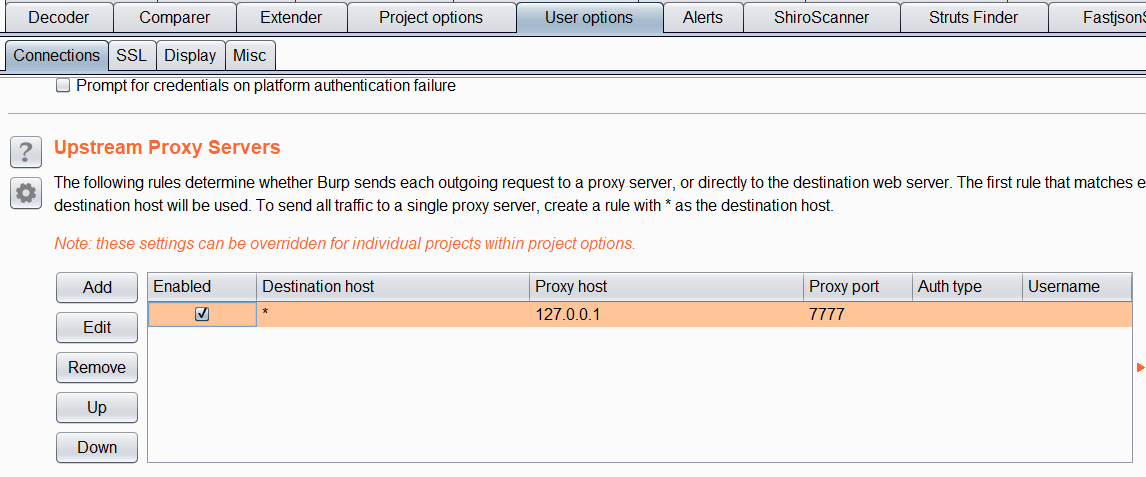 Decoder Comparer Extender Project options User options Alerts ShiroScanner Struts Finder Fastjson
Connections SSL Display Misc
Prompt for credentials on platform authentication failure
? Upstream Proxy Servers
The following rules determine whether Burp sends each outgoing request to a proxy server, or directly to the destination web server. The first rule that matches e
destination host will be used. To send all traffic to a single proxy server, create a rule with * as the destination host.
Note: these settings can be overridden for individual projects within project options.
Add Enabled Destination host Proxy host Proxy port Auth type Username
* 127.0.0.1 7777
Edit
Remove
Up
Down